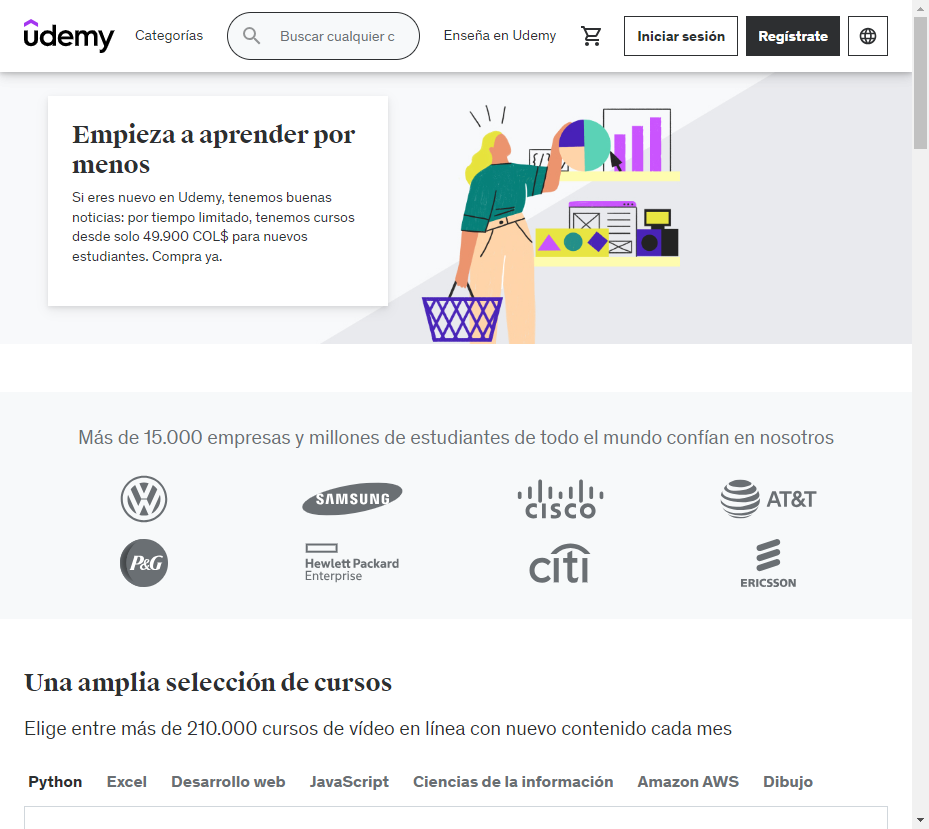 ûdemy
Categorías
Buscar cualquier c
Enseña en Udemy
Iniciar sesión
Regístrate
Empieza a aprender por
menos
Si eres nuevo en Udemy, tenemos buenas
noticias: por tiempo limitado, tenemos cursos
desde solo 49.900 COL$ para nuevos
estudiantes. Compra ya.
{/}
Más de 15.000 empresas y millones de estudiantes de todo el mundo confían en nosotros
VW
SAMSUNG
CISCO
AT&T
P&G
Hewlett Packard
Enterprise
citi
ERICSSON
Una amplia selección de cursos
Elige entre más de 210.000 cursos de vídeo en línea con nuevo contenido cada mes
Python
Excel
Desarrollo web
JavaScript
Ciencias de la información
Amazon AWS
Dibujo